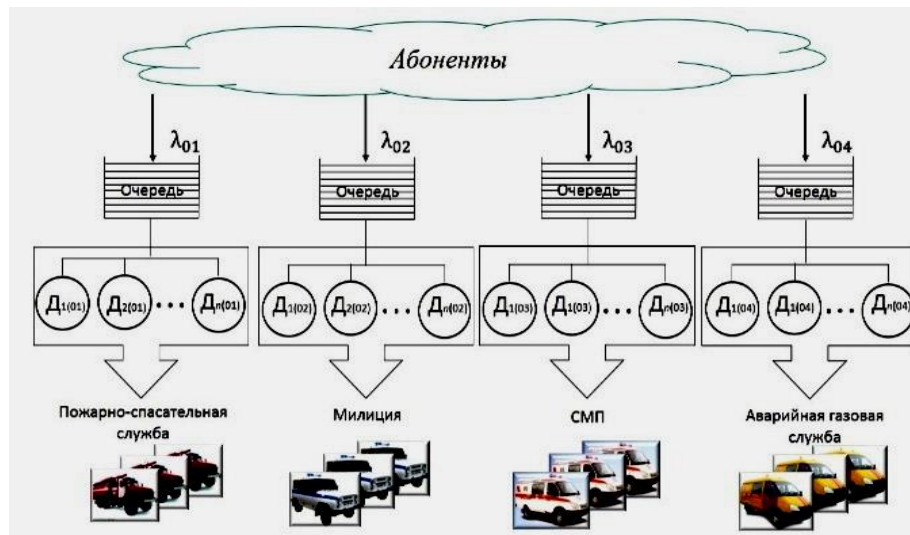 Абоненты
λ01 λ02 λ03 λ04
Очередь Очередь Очередь Очередь
Д1(01) Д2(01) ••• Дn(01) Д1(02) Д2(02) ••• Дn(02) Д1(03) Д1(03) ••• Дn(03) Д1(04) Д1(04) ••• Дn(04)
Пожарно-спасательная служба
Милиция
СМП
Аварийная газовая
служба